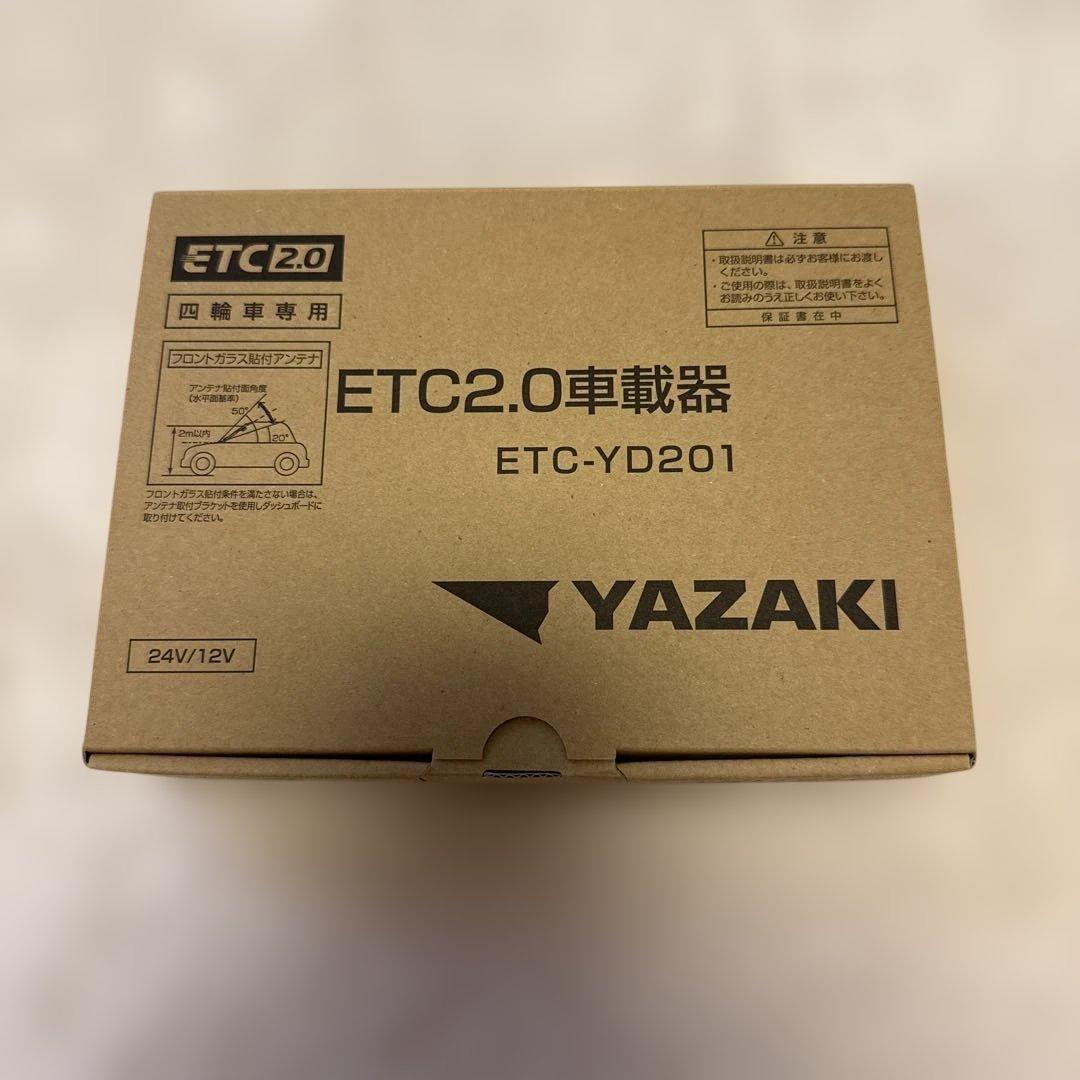 ETC2.0
四輪車専用
フロントガラス貼付アンテナ
アンテナ貼付面角度
(水平面基準)
50°
2m以内
20°
フロントガラス貼付条件を満たさない場合は、
アンテナ取付ブラケットを使用しダッシュボードに
取り付けてください。
⚠注意
・取扱説明書は必ずお客様にお渡し
ください。
・ご使用の際は、取扱説明書をよく
お読みのうえ正しくお使い下さい。
保証書在中
ETC2.0車載器
ETC-YD201
YAZAKI
24V/12V